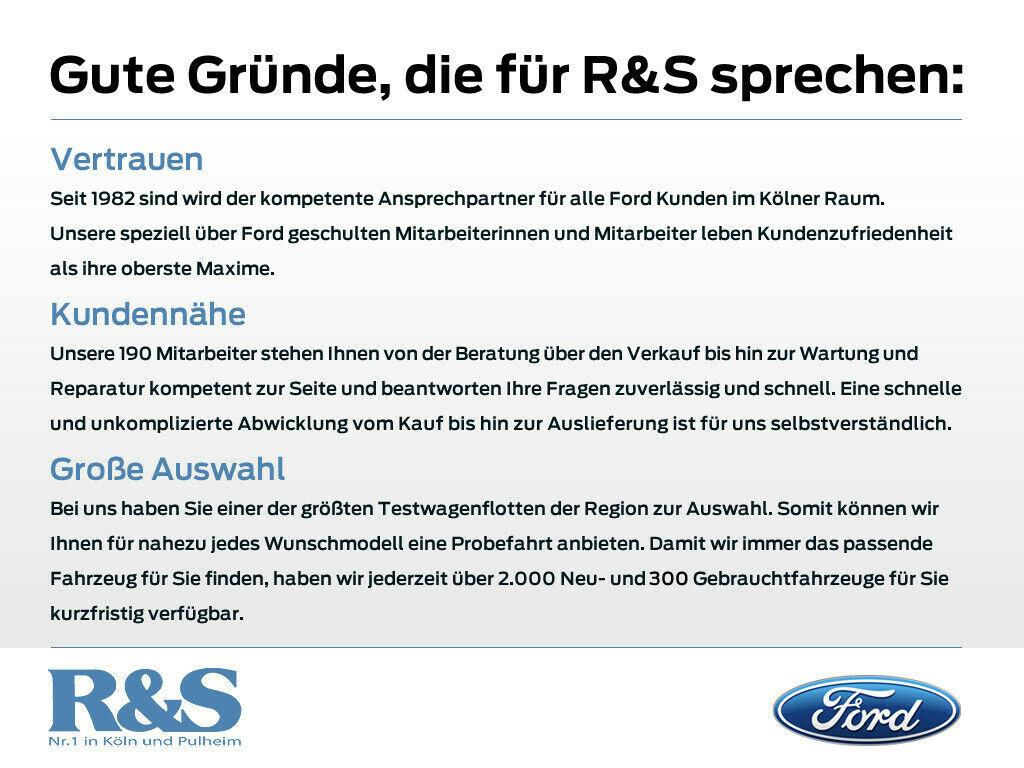 Gute Gründe, die für R&S sprechen:
Vertrauen
Seit 1982 sind wird der kompetente Ansprechpartner für alle Ford Kunden im Kölner Raum.
Unsere speziell über Ford geschulten Mitarbeiterinnen und Mitarbeiter leben Kundenzufriedenheit
als ihre oberste Maxime.
Kundennähe
Unsere 190 Mitarbeiter stehen Ihnen von der Beratung über den Verkauf bis hin zur Wartung und
Reparatur kompetent zur Seite und beantworten Ihre Fragen zuverlässig und schnell. Eine schnelle
und unkomplizierte Abwicklung vom Kauf bis hin zur Auslieferung ist für uns selbstverständlich.
Große Auswahl
Bei uns haben Sie einer der größten Testwagenflotten der Region zur Auswahl. Somit können wir
Ihnen für nahezu jedes Wunschmodell eine Probefahrt anbieten. Damit wir immer das passende
Fahrzeug für Sie finden, haben wir jederzeit über 2.000 Neu- und 300 Gebrauchtfahrzeuge für Sie
kurzfristig verfügbar.
R&S
Nr.1 in Köln und Pulheim
Ford